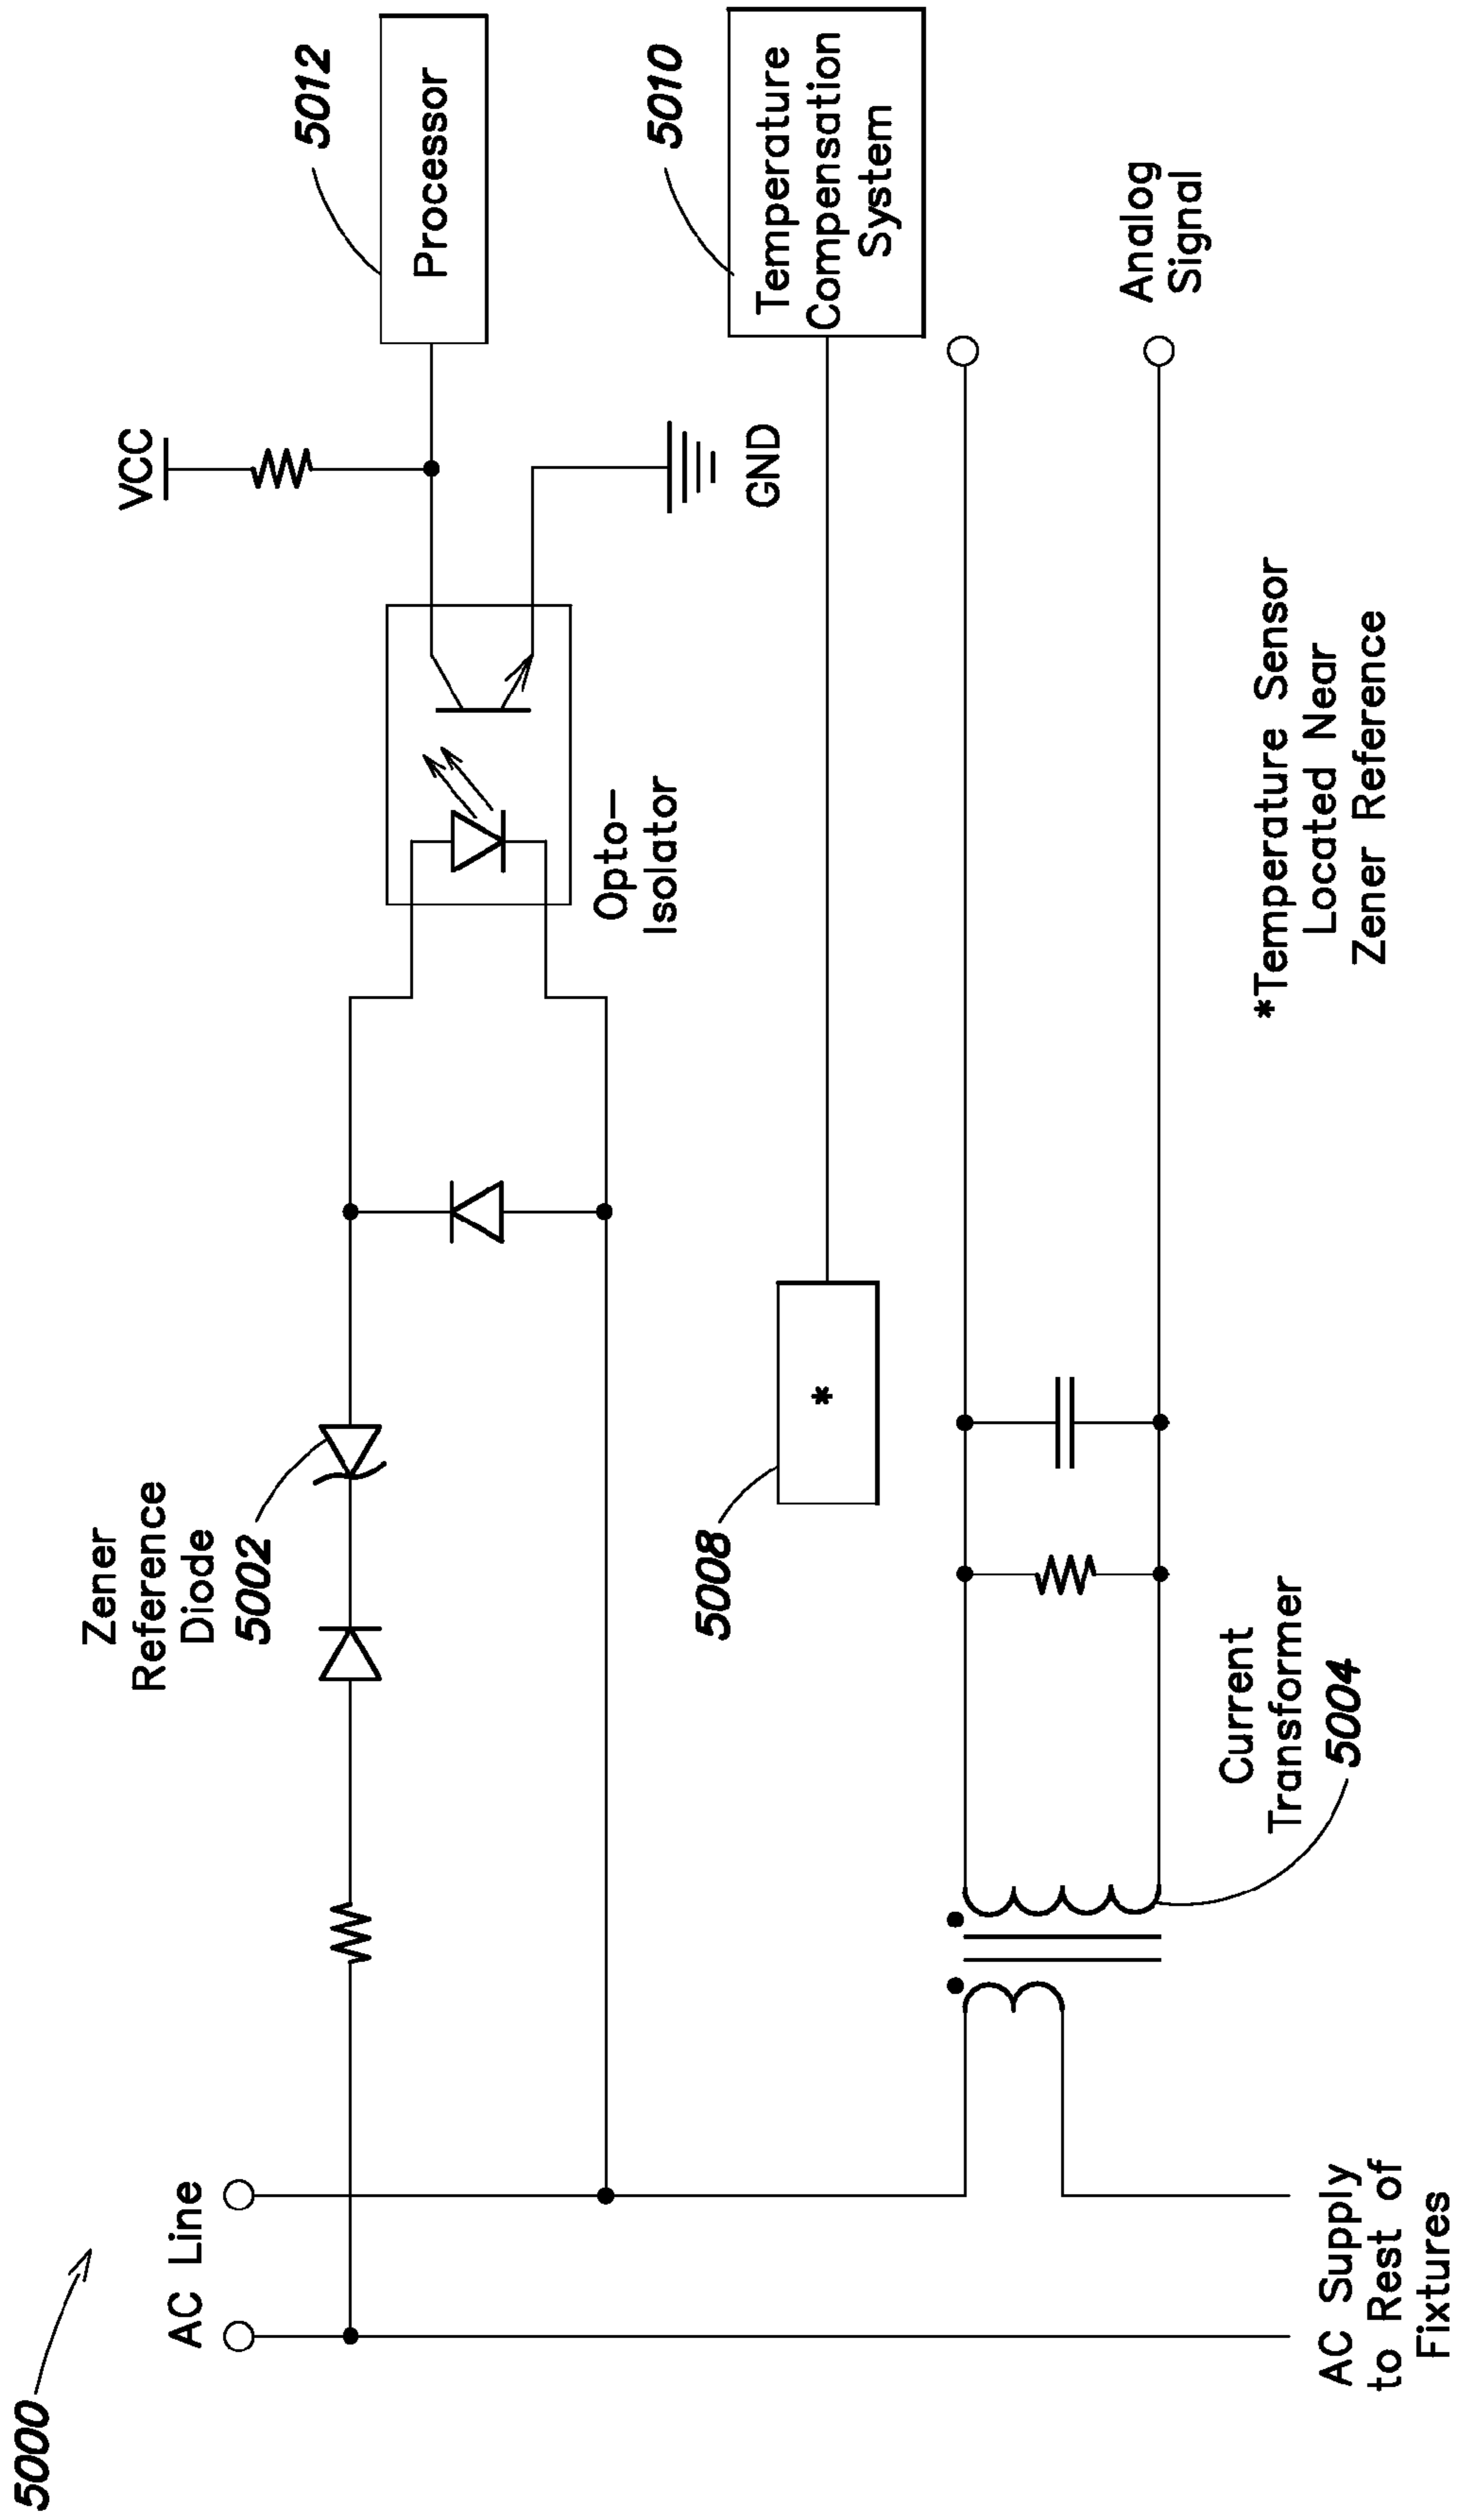 5000
AC Line
Zener
Reference
Diode
5002
VCC
5012
Processor
Opto–
Isolator
GND
5010
Temperature
Compensation
System
5008
*
Current
Transformer
5004
Analog
Signal
*Temperature Sensor
Located Near
Zener Reference
AC Supply
to Rest of
Fixtures